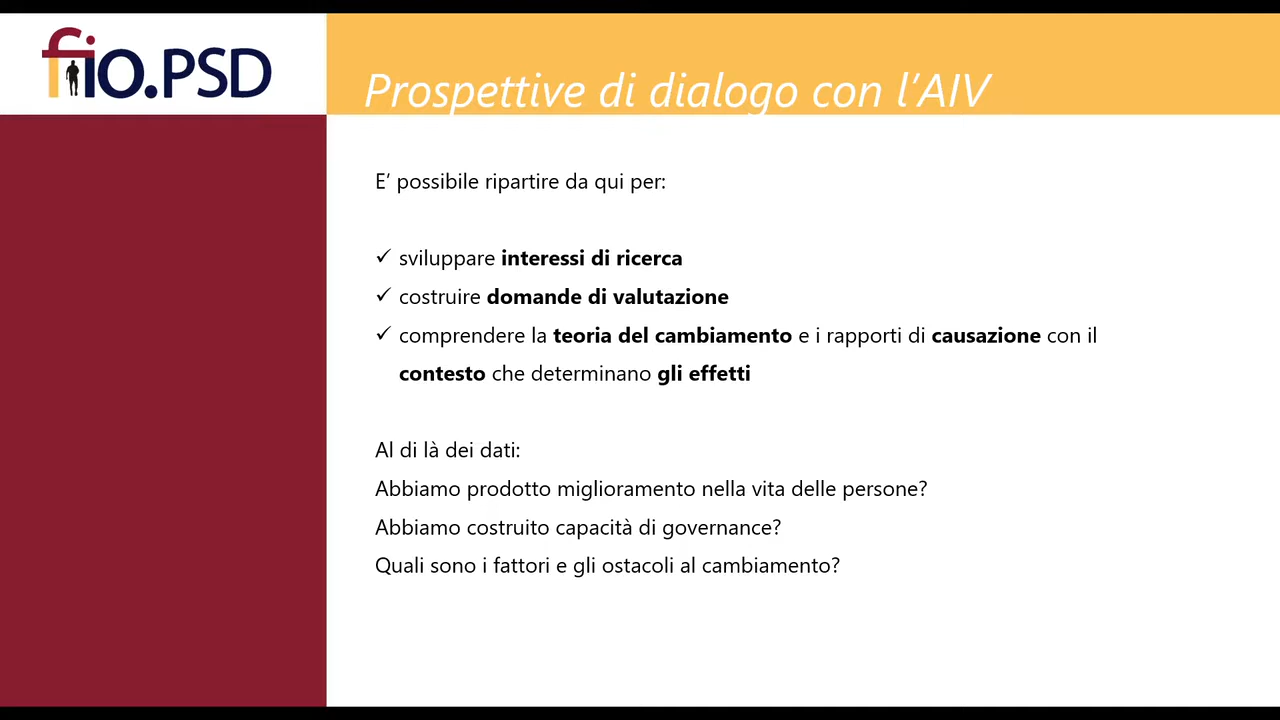 fio.PSD
Prospettive di dialogo con l’AIV
E’ possibile ripartire da qui per:
✓ sviluppare interessi di ricerca
✓ costruire domande di valutazione
✓ comprendere la teoria del cambiamento e i rapporti di causazione con il
contesto che determinano gli effetti
Al di là dei dati:
Abbiamo prodotto miglioramento nella vita delle persone?
Abbiamo costruito capacità di governance?
Quali sono i fattori e gli ostacoli al cambiamento?